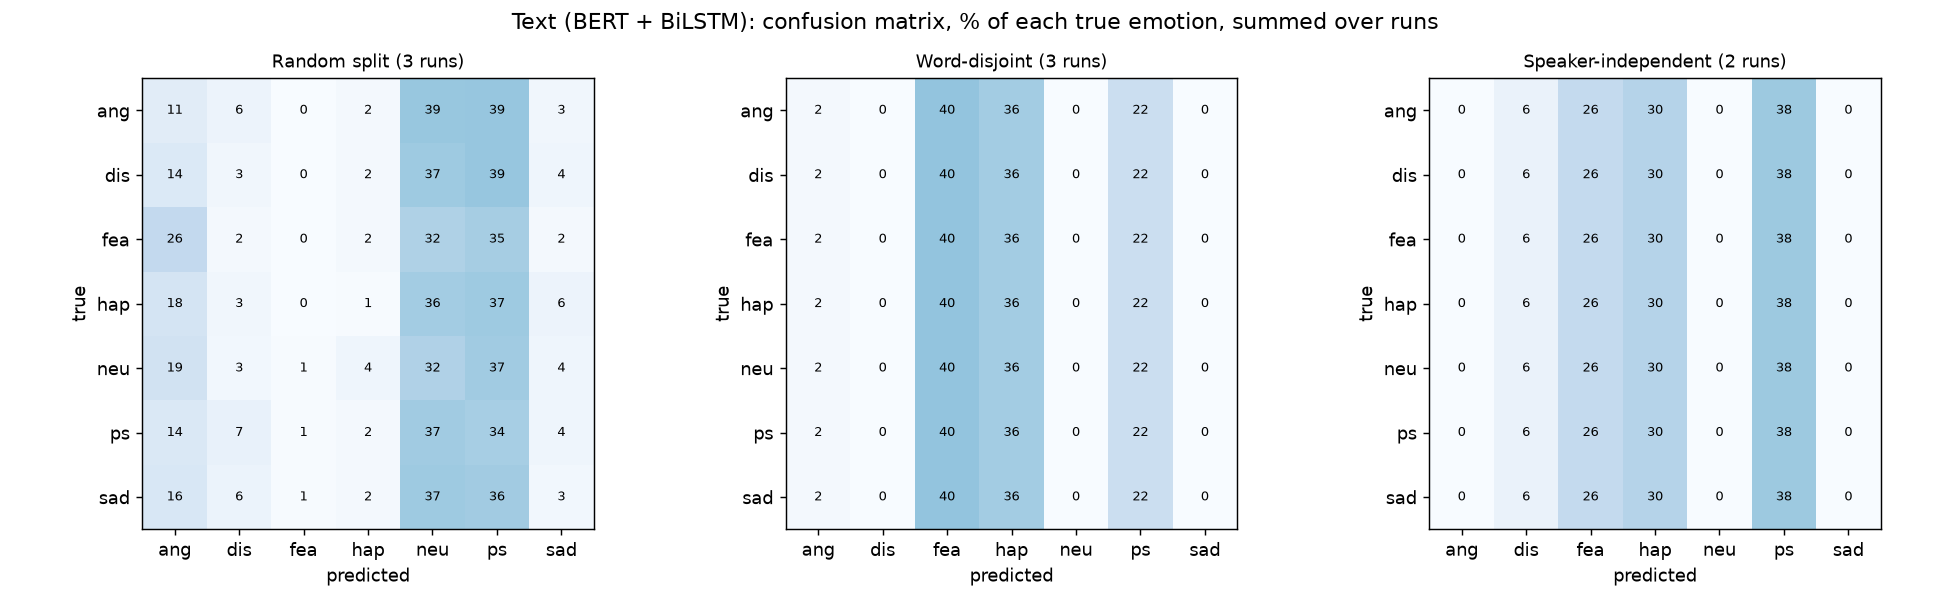 Text (BERT + BiLSTM): confusion matrix, % of each true emotion, summed over runs
Random split (3 runs)
true
ang 11 6 0 2 39 39 3
dis 14 3 0 2 37 39 4
fea 26 2 0 2 32 35 2
hap 18 3 0 1 36 37 6
neu 19 3 1 4 32 37 4
ps 14 7 1 2 37 34 4
sad 16 6 1 2 37 36 3
ang dis fea hap neu ps sad
predicted
Word-disjoint (3 runs)
true
ang 2 0 40 36 0 22 0
dis 2 0 40 36 0 22 0
fea 2 0 40 36 0 22 0
hap 2 0 40 36 0 22 0
neu 2 0 40 36 0 22 0
ps 2 0 40 36 0 22 0
sad 2 0 40 36 0 22 0
ang dis fea hap neu ps sad
predicted
Speaker-independent (2 runs)
true
ang 0 6 26 30 0 38 0
dis 0 6 26 30 0 38 0
fea 0 6 26 30 0 38 0
hap 0 6 26 30 0 38 0
neu 0 6 26 30 0 38 0
ps 0 6 26 30 0 38 0
sad 0 6 26 30 0 38 0
ang dis fea hap neu ps sad
predicted